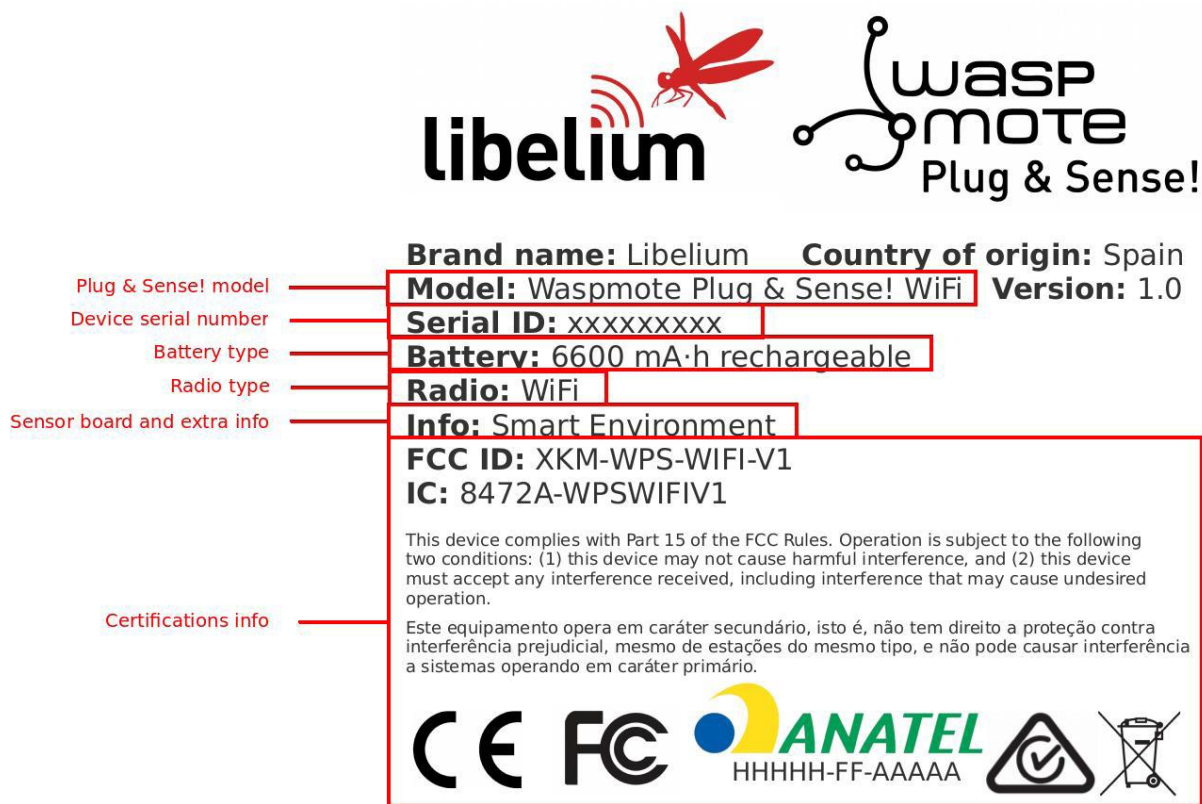 libelium
wasp
mote
Plug & Sense!
Brand name: Libelium Country of origin: Spain
Plug & Sense! model
Model: Waspmote Plug & Sense! WiFi Version: 1.0
Device serial number
Serial ID: xxxxxxxxx
Battery type
Battery: 6600 mA·h rechargeable
Radio type
Radio: WiFi
Sensor board and extra info
Info: Smart Environment
FCC ID: XKM-WPS-WIFI-V1
IC: 8472A-WPSWIFIV1
This device complies with Part 15 of the FCC Rules. Operation is subject to the following
two conditions: (1) this device may not cause harmful interference, and (2) this device
must accept any interference received, including interference that may cause undesired
operation.
Certifications info
Este equipamento opera em caráter secundário, isto é, não tem direito a proteção contra
interferência prejudicial, mesmo de estações do mesmo tipo, e não pode causar interferência
a sistemas operando em caráter primário.
CE FC ANATEL
HHHHH-FF-AAAAA